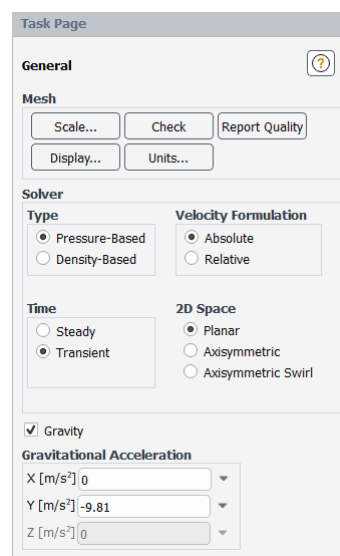 Task Page
General
?
Mesh
Scale... Check Report Quality
Display... Units...
Solver
Type Velocity Formulation
Pressure-Based Absolute
Density-Based Relative
Time 2D Space
Steady Planar
Transient Axisymmetric
Axisymmetric Swirl
Gravity
Gravitational Acceleration
X [m/s²] 0
Y [m/s²] -9.81
Z [m/s²] 0